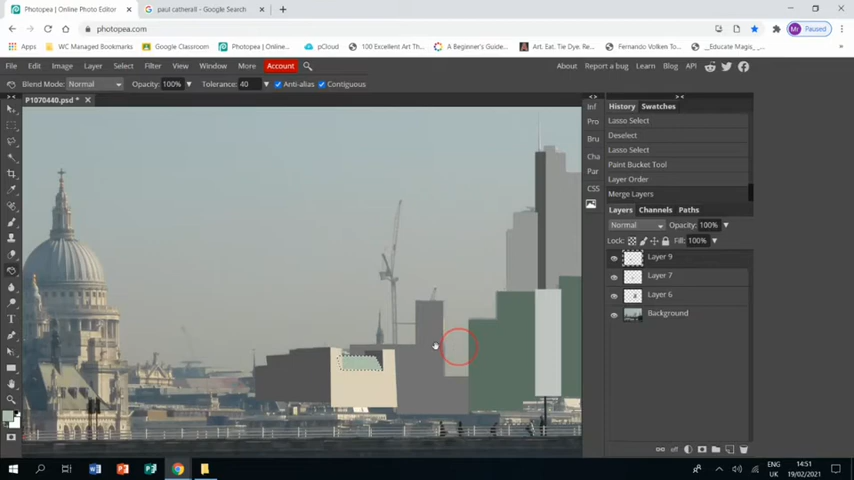 Photopea | Online Photo Editor
paul catherall - Google Search
photopea.com
Mr Paused
Apps WC Managed Bookmarks Google Classroom Photopea | Online... pCloud 100 Excellent Art Th... A Beginner's Guide... Art. Eat. Tie Dye. Re... Fernando Volken To... __Educate Magis_ -...
File Edit Image Layer Select Filter View Window More Account
About Report a bug Learn Blog API
Blend Mode: Normal Opacity: 100% Tolerance: 40 Anti-alias Contiguous
P1070440.psd *
Inf
Pro
Bru
Cha
Par
CSS
History Swatches
Lasso Select
Deselect
Lasso Select
Paint Bucket Tool
Layer Order
Merge Layers
Layers Channels Paths
Normal Opacity: 100%
Lock: Fill: 100%
Layer 9
Layer 7
Layer 6
Background
ENG
UK
14:51
19/02/2021